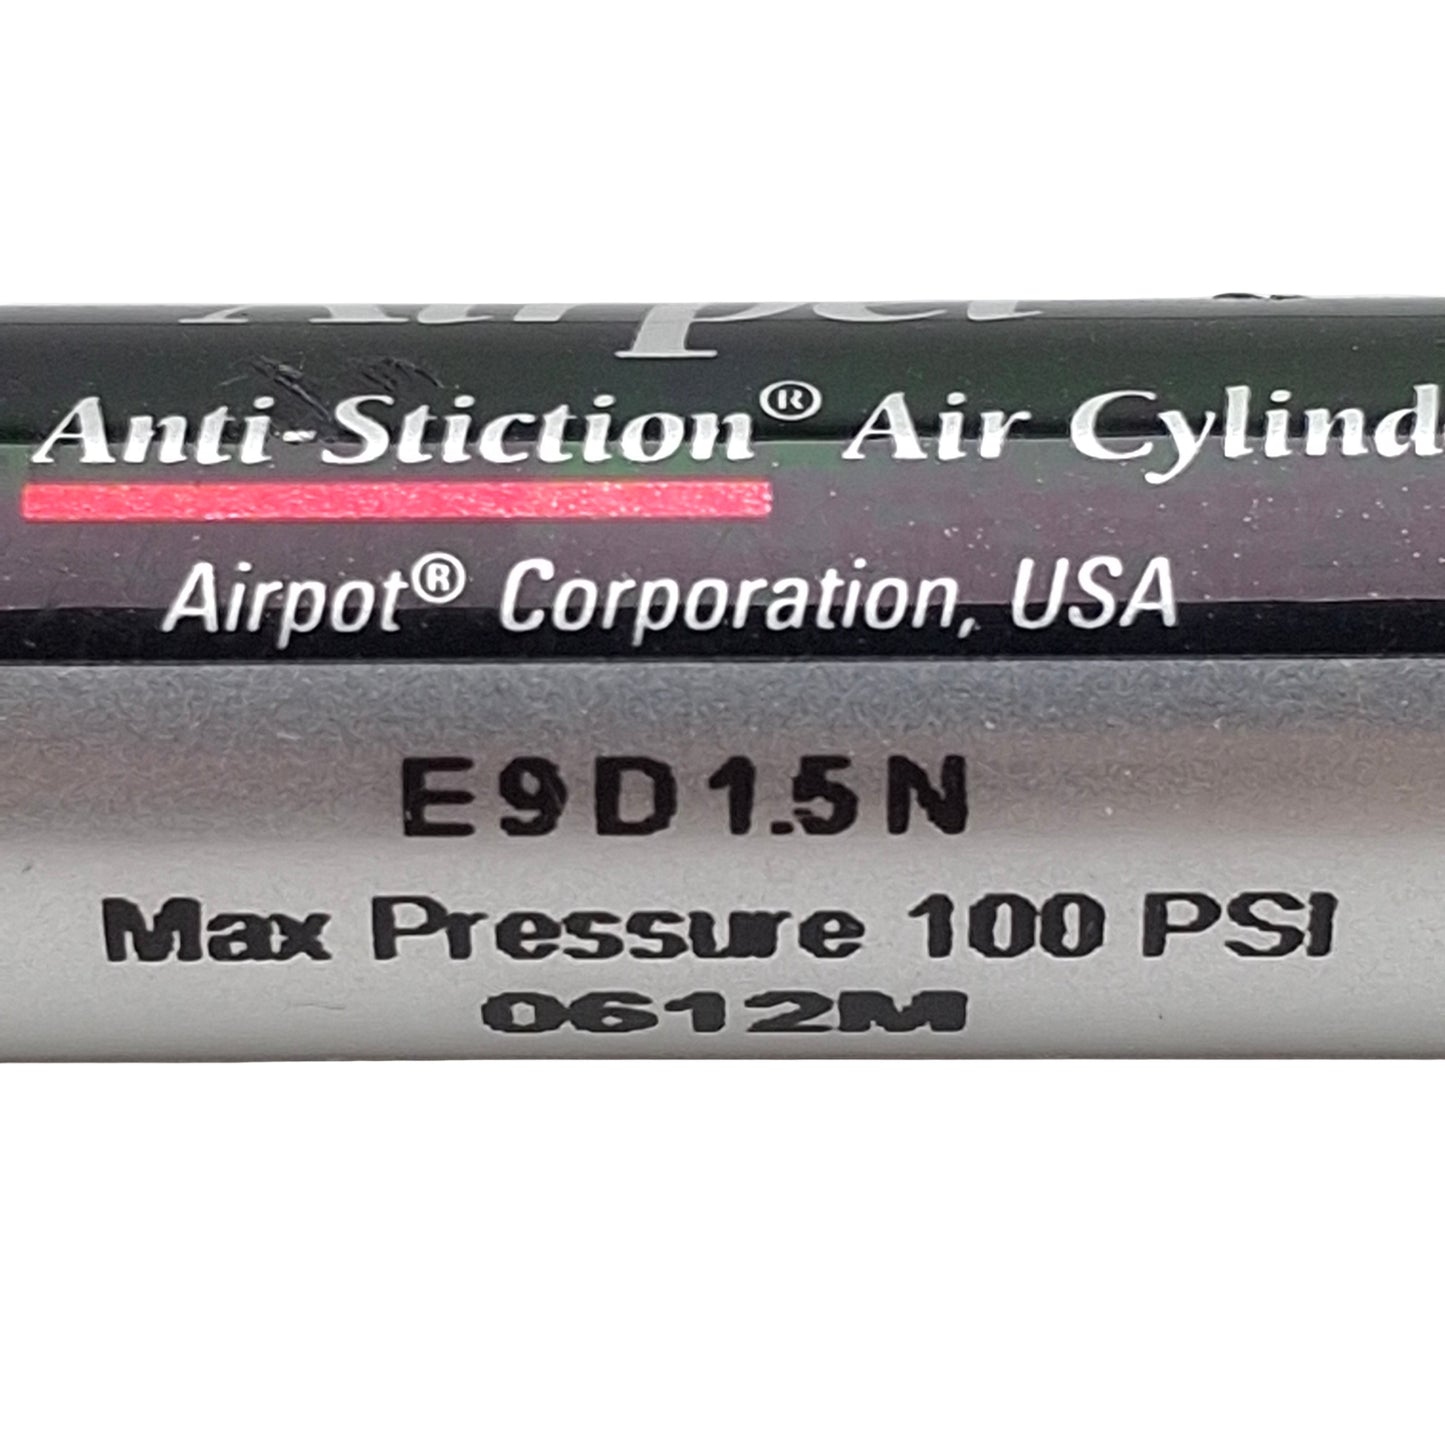 Anti-Stiction® Air Cylind
Airpot® Corporation, USA
E9D1.5N
Max Pressure 100 PSI
0612M